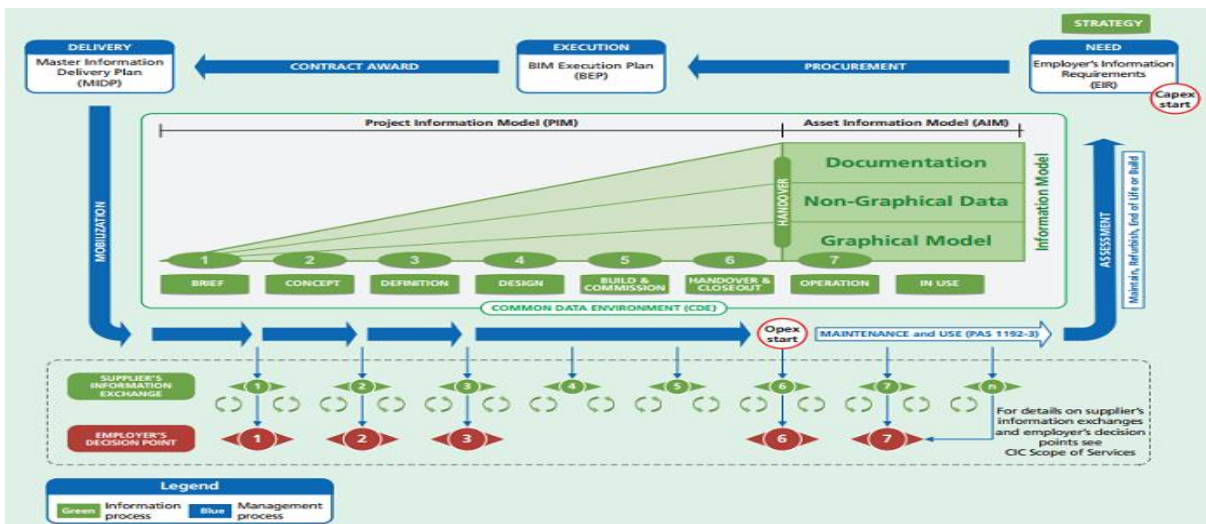 STRATEGY
DELIVERY
Master Information
Delivery Plan
(MIDP)
CONTRACT AWARD
EXECUTION
BIM Execution Plan
(BEP)
PROCUREMENT
NEED
Employer's Information
Requirements
(EIR)
Capex
start
Project Information Model (PIM)
Asset Information Model (AIM)
MOBILIZATION
HANDOVER
Documentation
Non-Graphical Data
Graphical Model
Information Model
ASSESSMENT
Maintain, Refurbish, End of Life or Build
1
2
3
4
5
6
7
BRIEF
CONCEPT
DEFINITION
DESIGN
BUILD &
COMMISSION
HANDOVER &
CLOSEOUT
OPERATION
IN USE
COMMON DATA ENVIRONMENT (CDE)
Opex
start
MAINTENANCE and USE (PAS 1192-3)
SUPPLIER'S
INFORMATION
EXCHANGE
1
2
3
4
5
6
7
n
EMPLOYER'S
DECISION POINT
1
2
3
6
7
For details on supplier's
information exchanges
and employer's decision
points see
CIC Scope of Services
Legend
Green
Information
process
Blue
Management
process